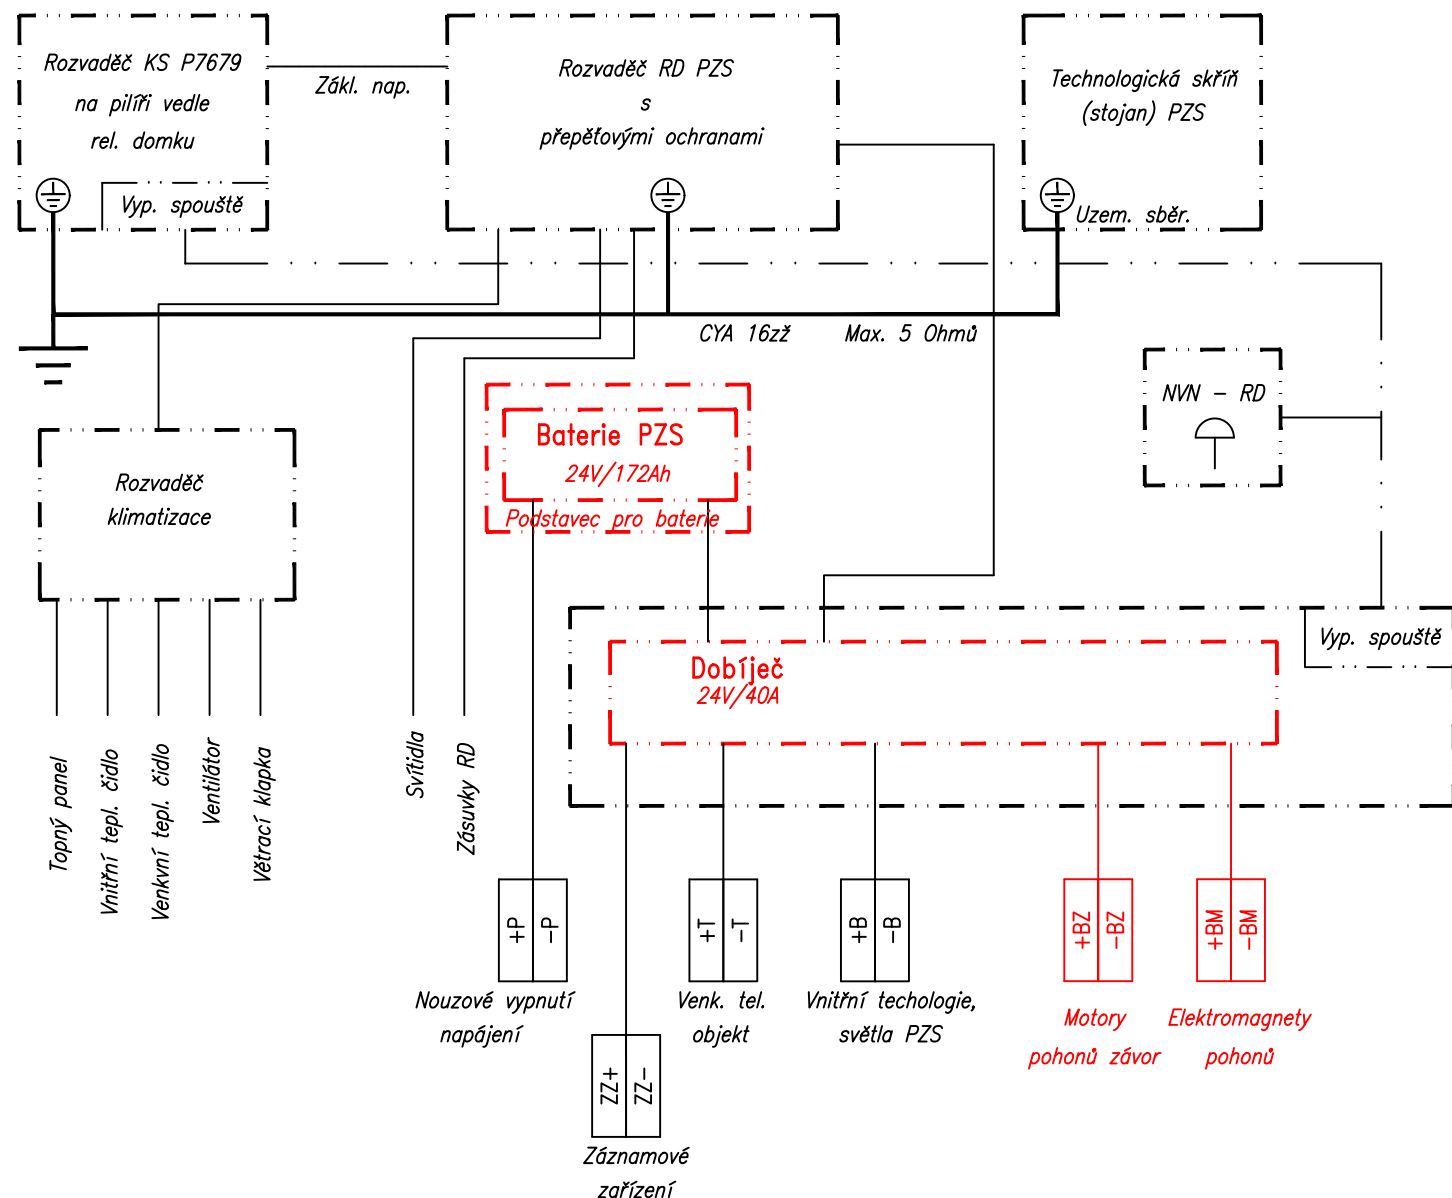 Rozvaděč KS P7679
na pilíři vedle
rel. domku
Vyp. spouště
Zákl. nap.
Rozvaděč RD PZS
s
přepěťovými ochranami
Technologická skříň
(stojan) PZS
Uzem. sběr.
CYA 16zž
Max. 5 Ohmů
NVN – RD
Baterie PZS
24V/172Ah
Podstavec pro baterie
Rozvaděč
klimatizace
Vyp. spouště
Dobíječ
24V/40A
Topný panel
Vnitřní tepl. čidlo
Venkvní tepl. čidlo
Ventilátor
Větrací klapka
Svítidla
Zásuvky RD
+P
–P
Nouzové vypnutí
napájení
+T
–T
Venk. tel.
objekt
+B
–B
Vnitřní techologie,
světla PZS
+BZ
–BZ
Motory
pohonů závor
+BM
–BM
Elektromagnety
pohonů
ZZ+
ZZ–
Záznamové
zařízení